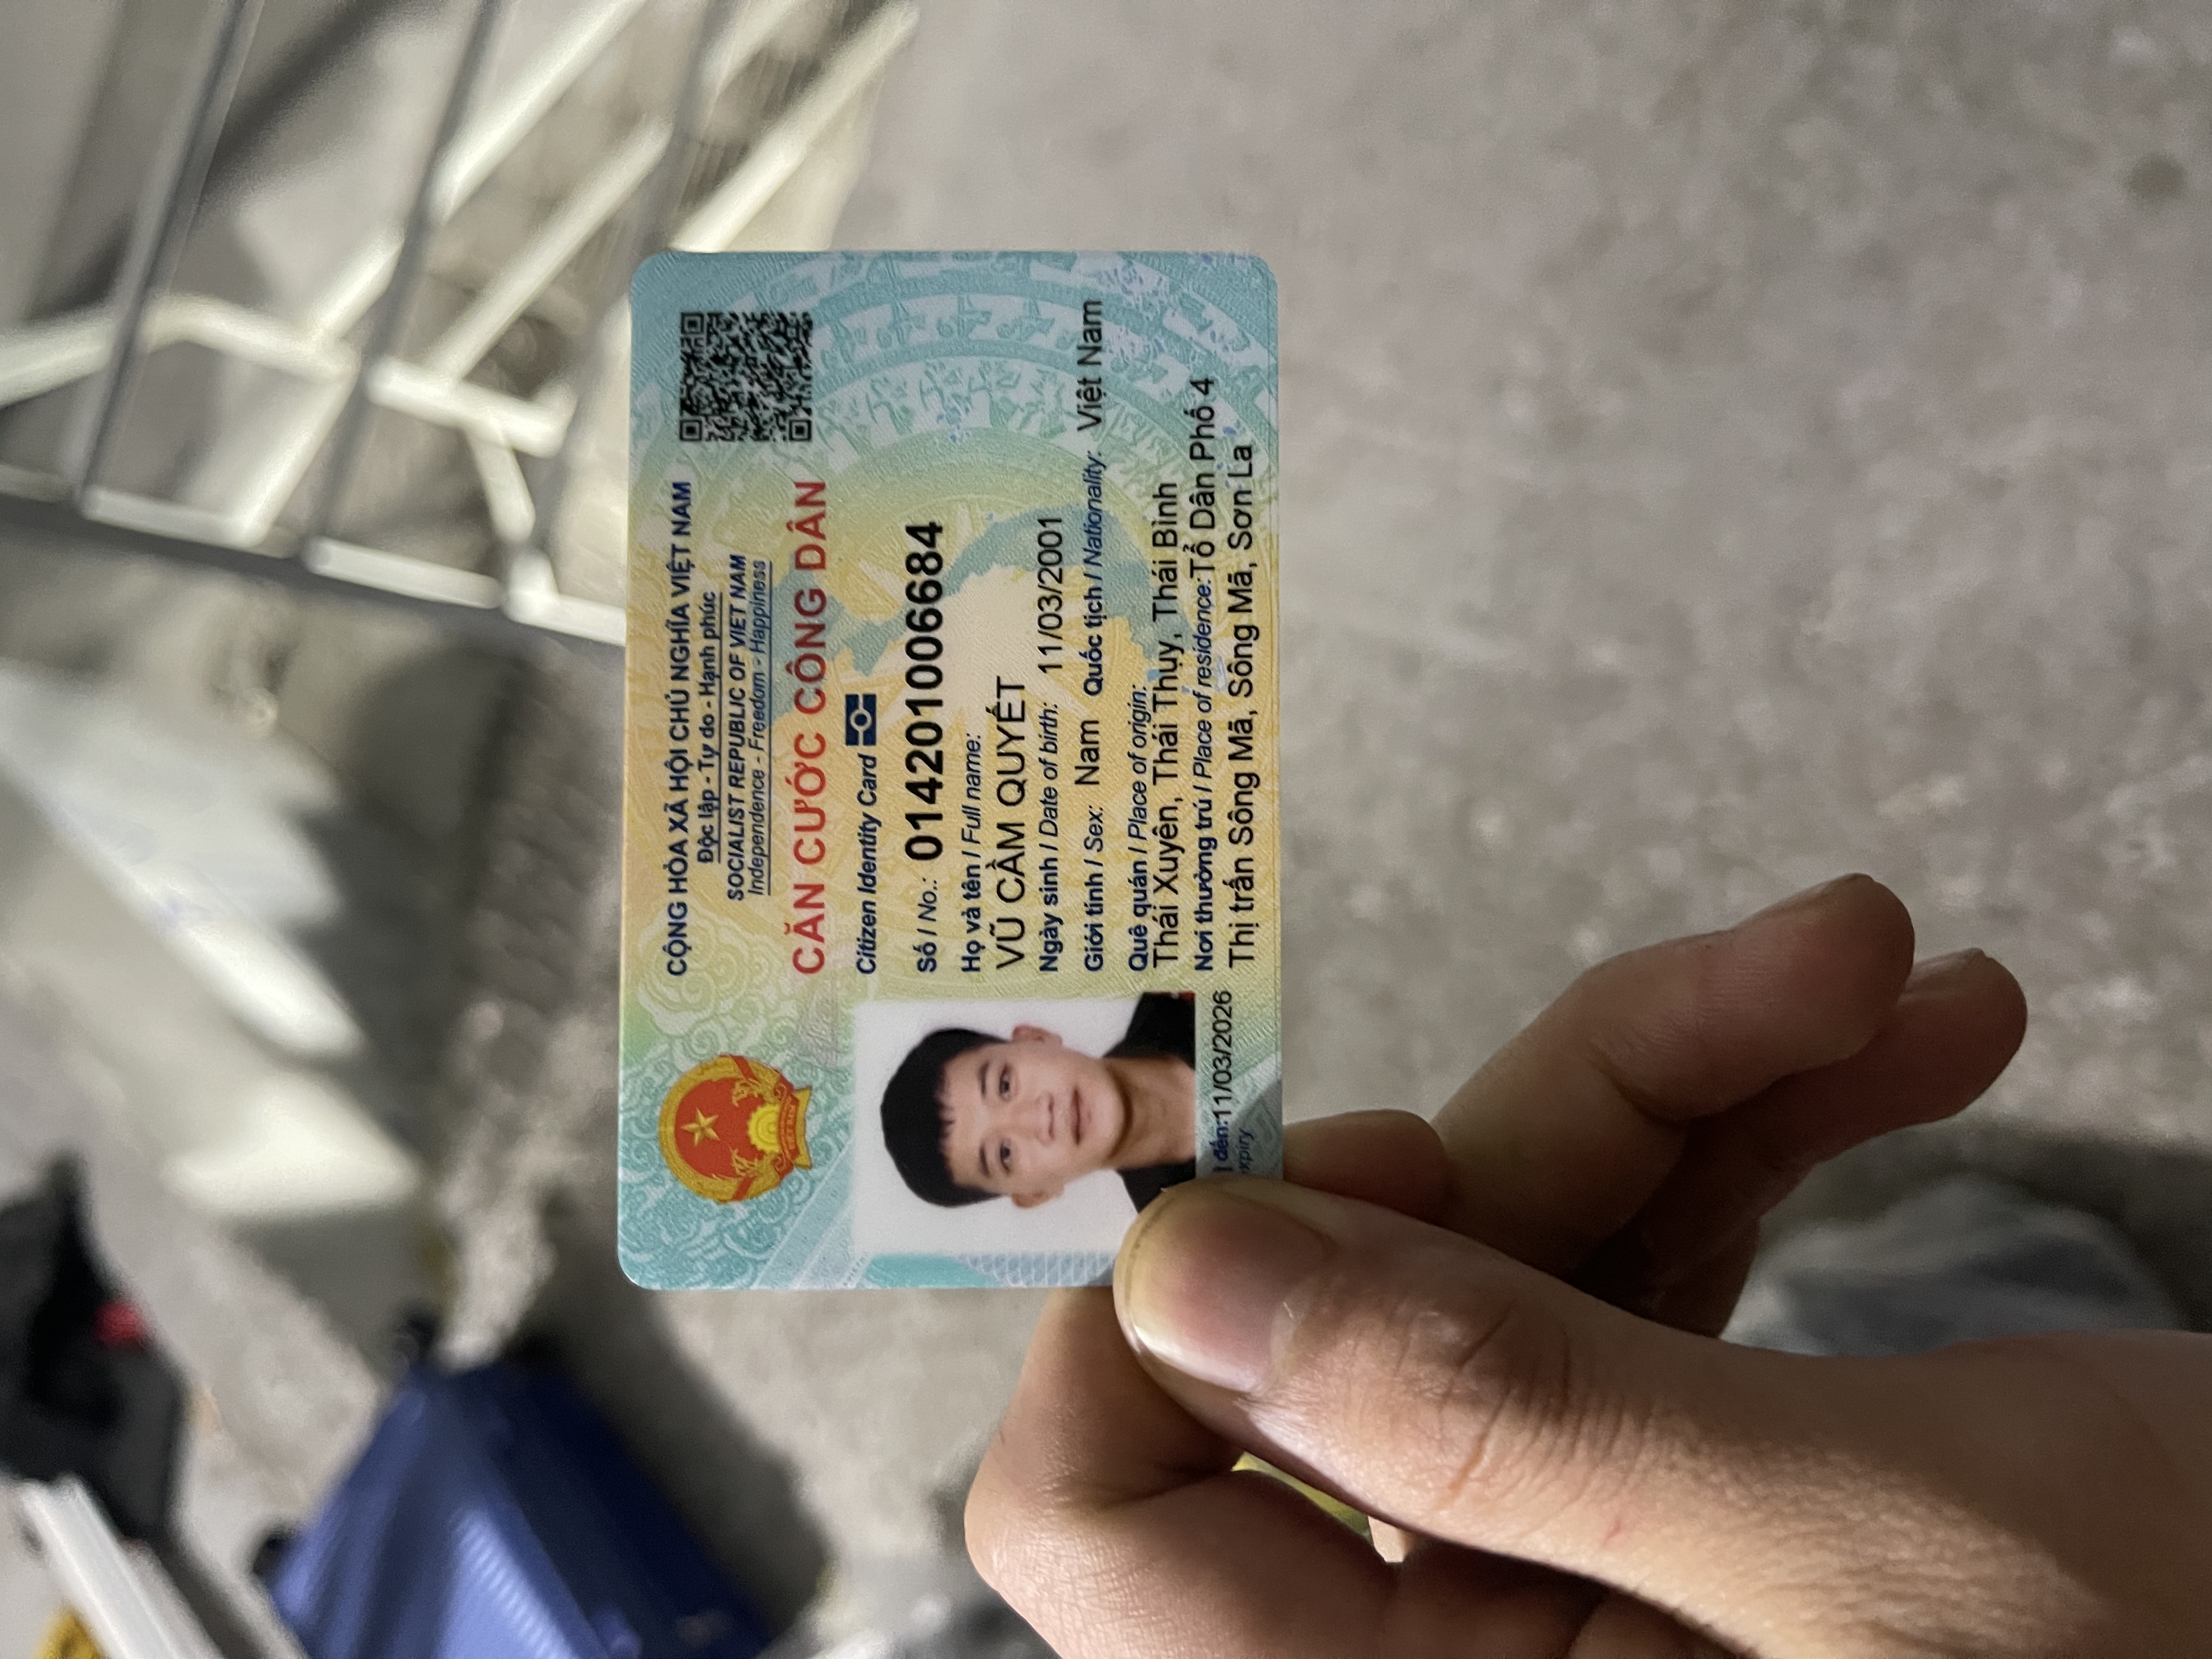 CỘNG HÒA XÃ HỘI CHỦ NGHĨA VIỆT NAM
Độc lập - Tự do - Hạnh phúc
SOCIALIST REPUBLIC OF VIET NAM
Independence - Freedom - Happiness
CĂN CƯỚC CÔNG DÂN
Citizen Identity Card
Số / No.: 014201006684
Họ và tên / Full name:
VŨ CẦM QUYẾT
Ngày sinh / Date of birth: 11/03/2001
Giới tính / Sex: Nam Quốc tịch / Nationality: Việt Nam
Quê quán / Place of origin:
Thái Xuyên, Thái Thụy, Thái Bình
Nơi thường trú / Place of residence: Tổ Dân Phố 4
Thị trấn Sông Mã, Sông Mã, Sơn La
đến: 11/03/2026
expiry
VIỆT NAM